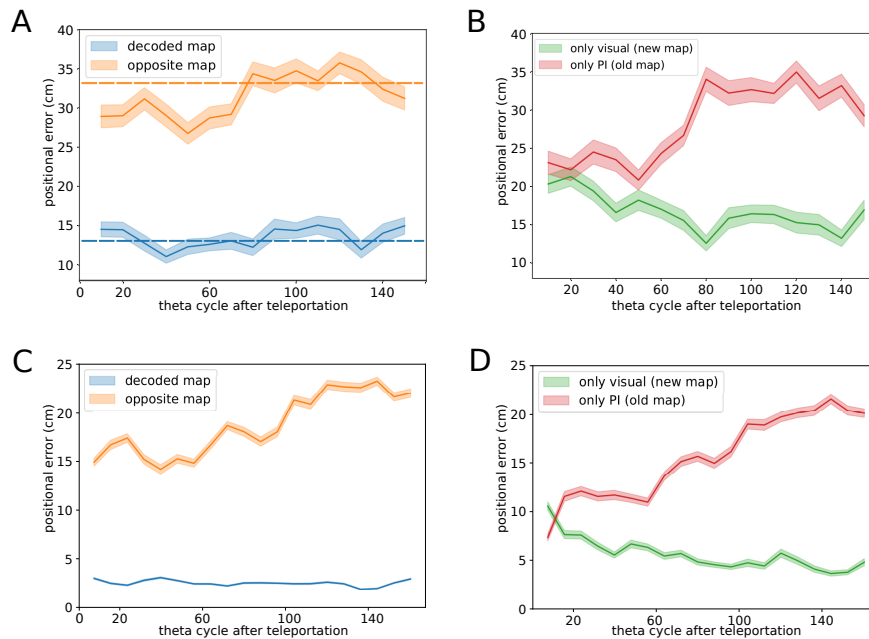 A
decoded map
opposite map
positional error (cm)
40
35
30
25
20
15
10
0
20
60
100
140
theta cycle after teleportation
B
only visual (new map)
only PI (old map)
positional error (cm)
40
35
30
25
20
15
10
20
40
60
80
100
120
140
theta cycle after teleportation
C
decoded map
opposite map
positional error (cm)
25
20
15
10
5
0
20
60
100
140
theta cycle after teleportation
D
only visual (new map)
only PI (old map)
positional error (cm)
25
20
15
10
5
0
20
60
100
140
theta cycle after teleportation